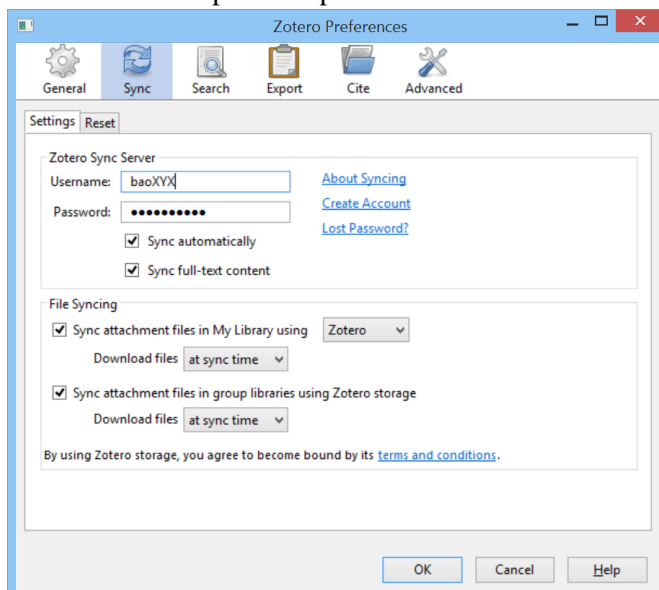 Zotero Preferences
General Sync Search Export Cite Advanced
Settings Reset
Zotero Sync Server
Username: baoXYX About Syncing
Password: ●●●●●●●●●● Create Account
Lost Password?
Sync automatically
Sync full-text content
File Syncing
Sync attachment files in My Library using Zotero
Download files at sync time
Sync attachment files in group libraries using Zotero storage
Download files at sync time
By using Zotero storage, you agree to become bound by its terms and conditions.
OK Cancel Help